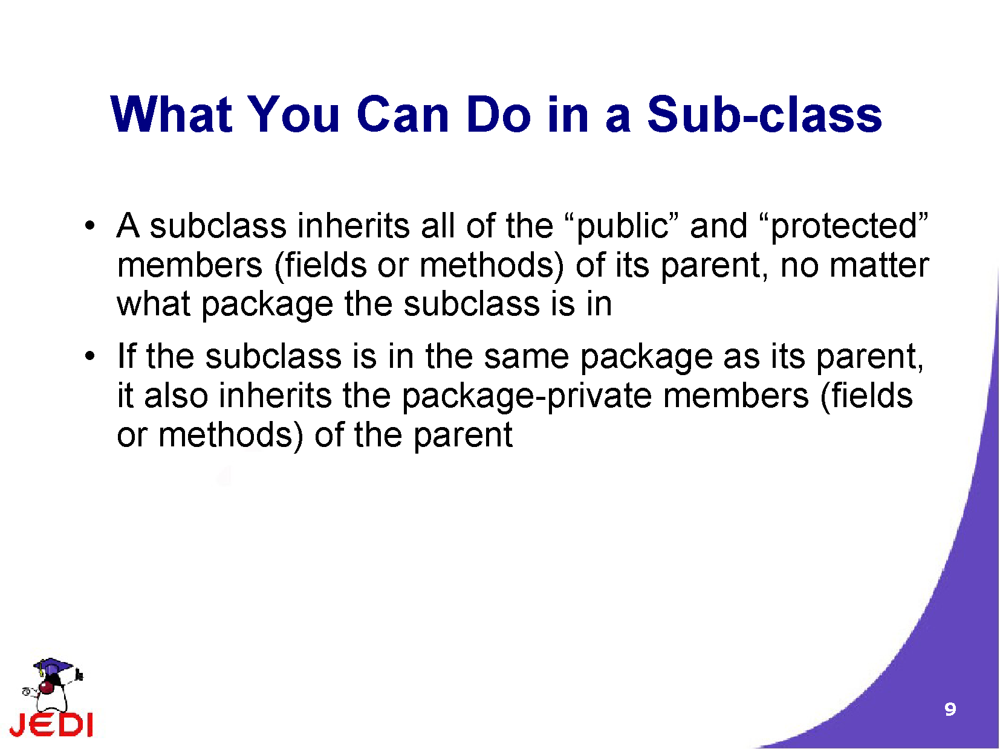 What You Can Do in a Sub-class
• A subclass inherits all of the “public” and “protected”
members (fields or methods) of its parent, no matter
what package the subclass is in
• If the subclass is in the same package as its parent,
it also inherits the package-private members (fields
or methods) of the parent
JEDI
9